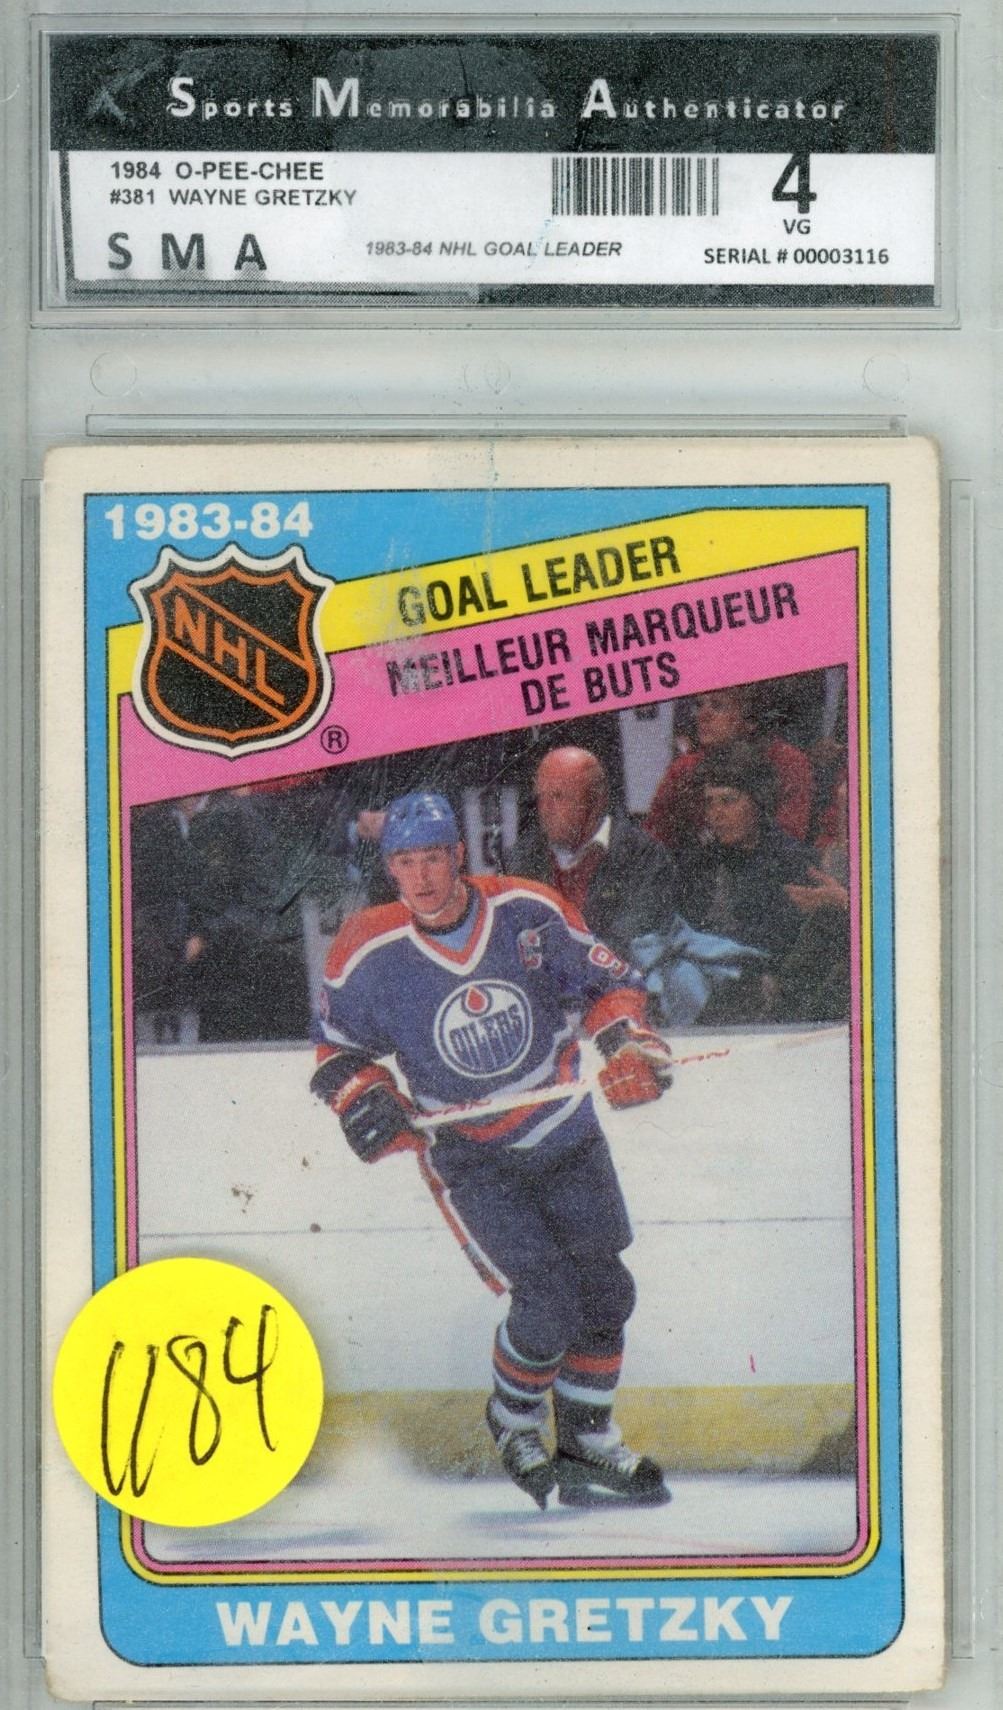 Sports Memorabilia Authenticator
1984 O-PEE-CHEE
#381 WAYNE GRETZKY
4
VG
S M A
1983-84 NHL GOAL LEADER
SERIAL # 00003116
1983-84
NHL
®
GOAL LEADER
MEILLEUR MARQUEUR
DE BUTS
C
OILERS
WAYNE GRETZKY